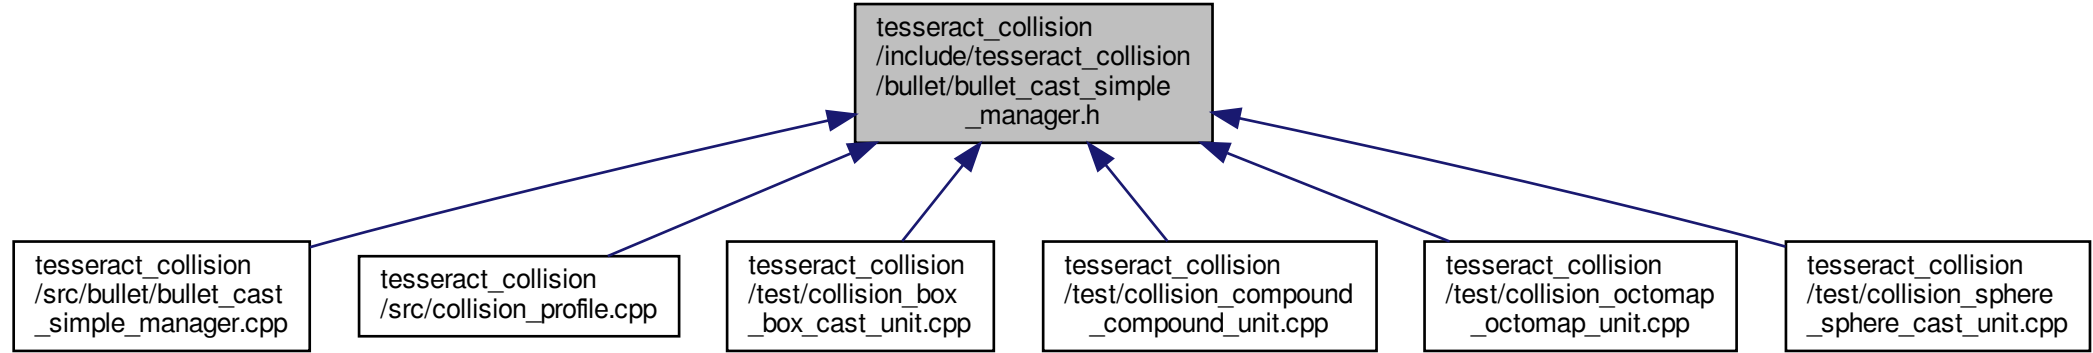 tesseract_collision
/include/tesseract_collision
/bullet/bullet_cast_simple
_manager.h
tesseract_collision
/src/bullet/bullet_cast
_simple_manager.cpp
tesseract_collision
/src/collision_profile.cpp
tesseract_collision
/test/collision_box
_box_cast_unit.cpp
tesseract_collision
/test/collision_compound
_compound_unit.cpp
tesseract_collision
/test/collision_octomap
_octomap_unit.cpp
tesseract_collision
/test/collision_sphere
_sphere_cast_unit.cpp